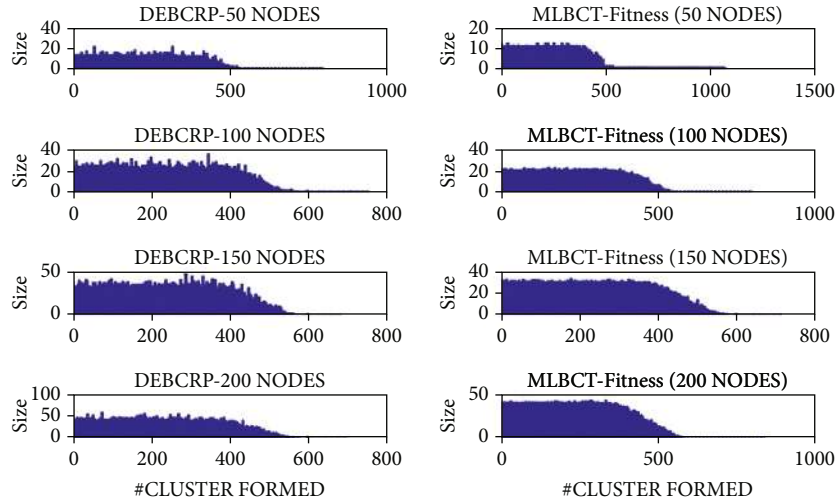 DEBCRP-50 NODES
Size
40
20
0
0 500 1000
MLBCT-Fitness (50 NODES)
Size
20
10
0
0 500 1000 1500
DEBCRP-100 NODES
Size
40
20
0
0 200 400 600 800
MLBCT-Fitness (100 NODES)
Size
40
20
0
0 500 1000
DEBCRP-150 NODES
Size
50
0
0 200 400 600 800
MLBCT-Fitness (150 NODES)
Size
40
20
0
0 200 400 600 800
DEBCRP-200 NODES
Size
100
50
0
0 200 400 600 800
#CLUSTER FORMED
MLBCT-Fitness (200 NODES)
Size
50
0
0 500 1000
#CLUSTER FORMED